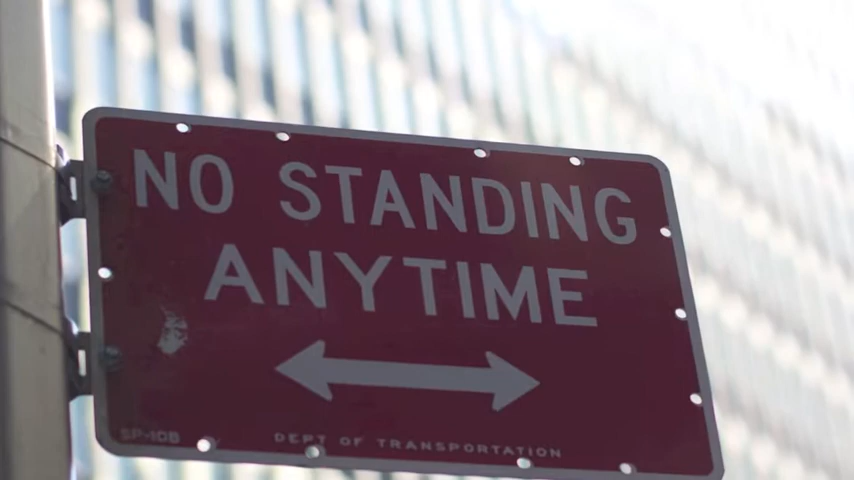 NO STANDING
ANYTIME
SP-10B
DEPT OF TRANSPORTATION